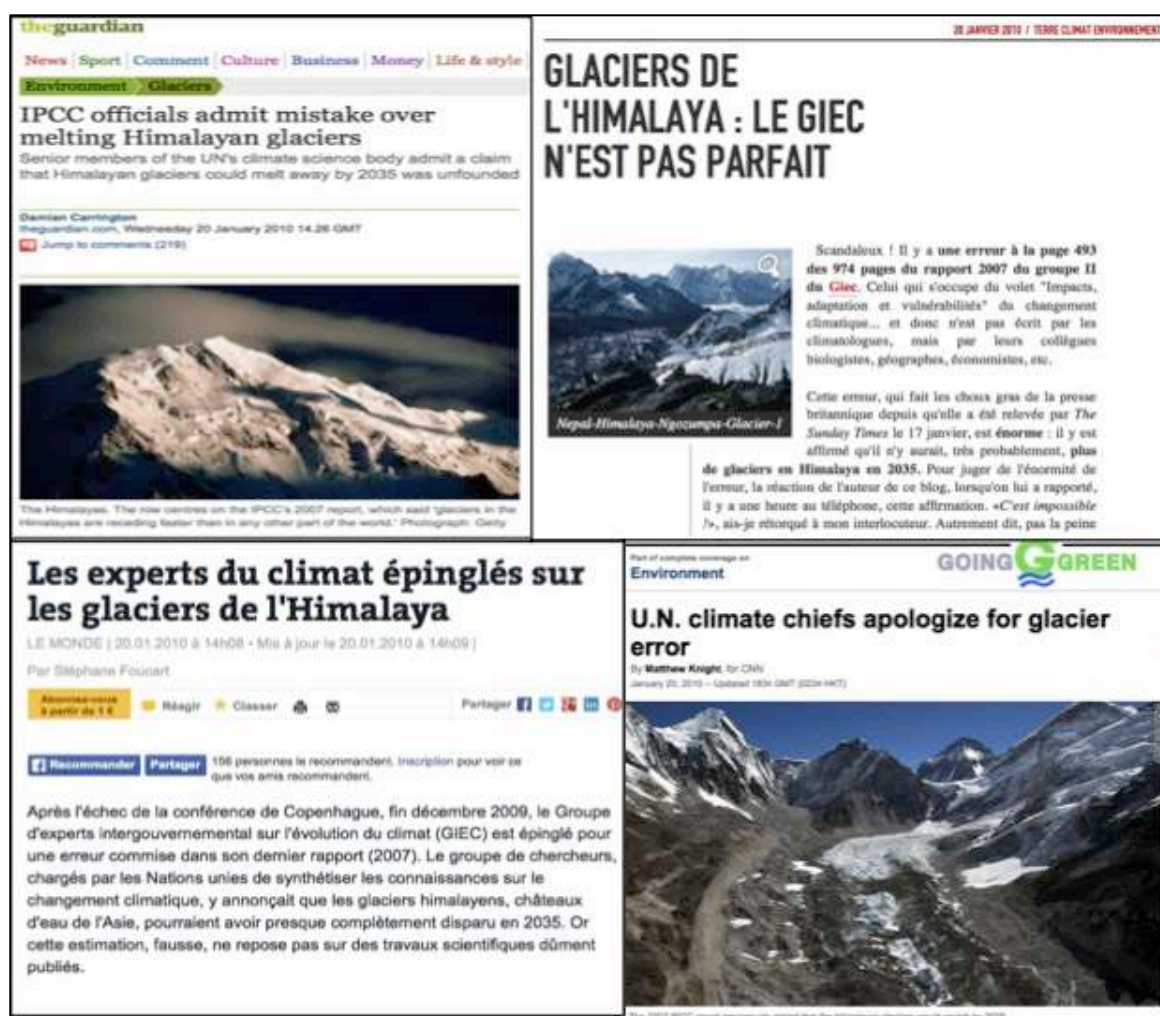 theguardian
News Sport Comment Culture Business Money Life & style
Environment Glaciers
IPCC officials admit mistake over
melting Himalayan glaciers
Senior members of the UN's climate science body admit a claim
that Himalayan glaciers could melt away by 2035 was unfounded
Damian Carrington
theguardian.com, Wednesday 20 January 2010 14.26 GMT
Jump to comments (219)
The Himalayas. The row centres on the IPCC's 2007 report, which said 'glaciers in the
Himalayas are receding faster than in any other part of the world.' Photograph: Getty
20 JANVIER 2010 / TERRE CLIMAT ENVIRONNEMENT
GLACIERS DE
L'HIMALAYA : LE GIEC
N'EST PAS PARFAIT
Nepal-Himalaya-Ngozumpa-Glacier-1
Scandaleux ! Il y a une erreur à la page 493
des 974 pages du rapport 2007 du groupe II
du Giec. Celui qui s'occupe du volet "Impacts,
adaptation et vulnérabilités" du changement
climatique... et donc n'est pas écrit par les
climatologues, mais par leurs collègues
biologistes, géographes, économistes, etc.
Cette erreur, qui fait les choux gras de la presse
britannique depuis qu'elle a été relevée par The
Sunday Times le 17 janvier, est énorme : il y est
affirmé qu'il n'y aurait, très probablement, plus
de glaciers en Himalaya en 2035. Pour juger de l'énormité de
l'erreur, la réaction de l'auteur de ce blog, lorsqu'on lui a rapporté,
il y a une heure au téléphone, cette affirmation. «C'est impossible
!», ais-je rétorqué à mon interlocuteur. Autrement dit, pas la peine
Les experts du climat épinglés sur
les glaciers de l'Himalaya
LE MONDE | 20.01.2010 à 14h08 • Mis à jour le 20.01.2010 à 14h09 |
Par Stéphane Foucart
Abonnez-vous
à partir de 1 €
Réagir Classer
Partager
Recommander Partager 156 personnes le recommandent. Inscription pour voir ce
que vos amis recommandent.
Après l'échec de la conférence de Copenhague, fin décembre 2009, le Groupe
d'experts intergouvernemental sur l'évolution du climat (GIEC) est épinglé pour
une erreur commise dans son dernier rapport (2007). Le groupe de chercheurs,
chargés par les Nations unies de synthétiser les connaissances sur le
changement climatique, y annonçait que les glaciers himalayens, châteaux
d'eau de l'Asie, pourraient avoir presque complètement disparu en 2035. Or
cette estimation, fausse, ne repose pas sur des travaux scientifiques dûment
publiés.
Part of complete coverage on
Environment
GOING GREEN
U.N. climate chiefs apologize for glacier
error
By Matthew Knight, for CNN
January 20, 2010 -- Updated 1834 GMT (0234 HKT)